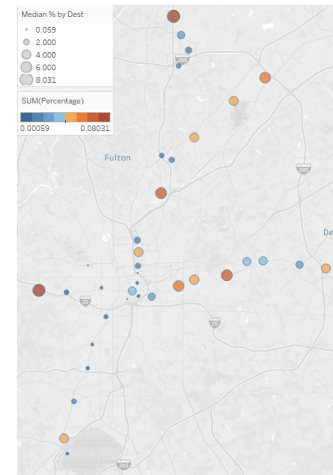 Median % by Dest
0.059
2.000
4.000
6.000
8.031
SUM(Percentage)
0.00059 0.08031
Fulton
De